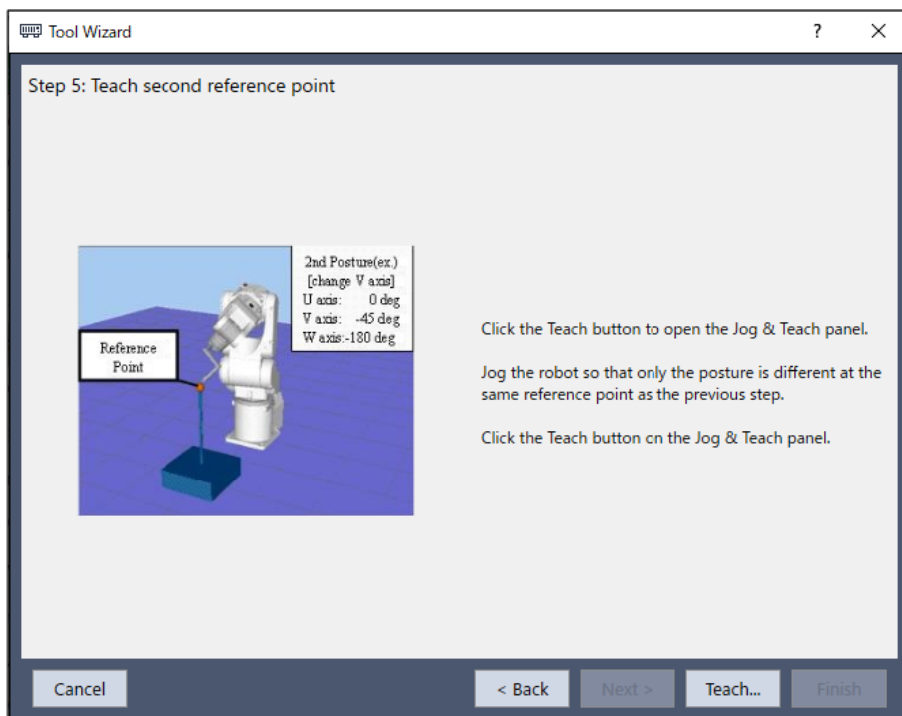 Tool Wizard
?
Step 5: Teach second reference point
2nd Posture(ex.)
[change V axis]
U axis: 0 deg
V axis: -45 deg
W axis:-180 deg
Reference
Point
Click the Teach button to open the Jog & Teach panel.
Jog the robot so that only the posture is different at the
same reference point as the previous step.
Click the Teach button cn the Jog & Teach panel.
Cancel
< Back
Next >
Teach...
Finish